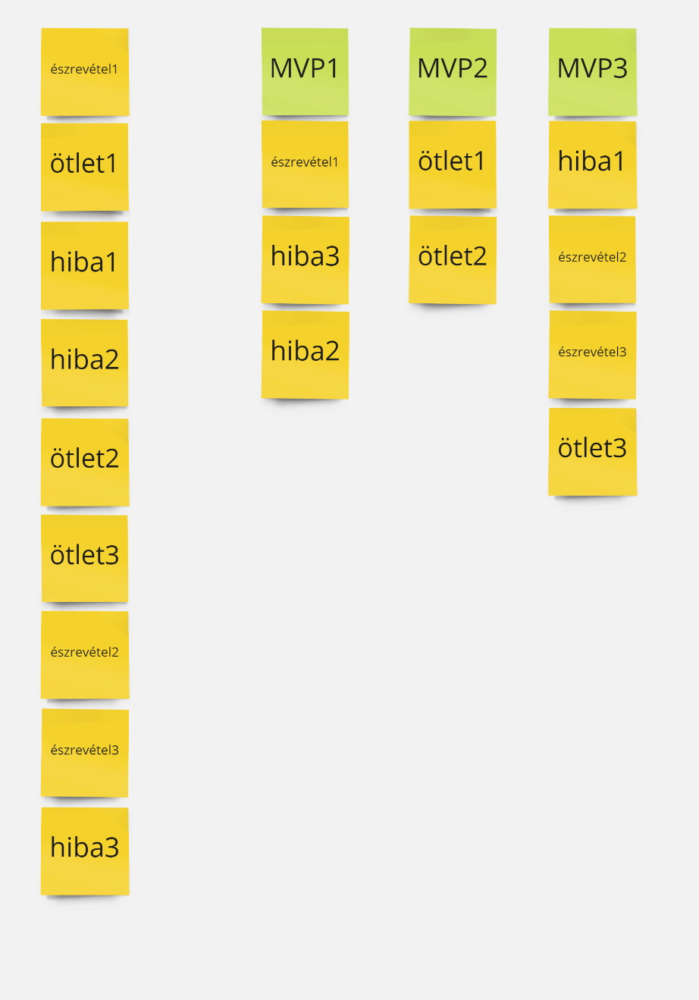 észrevétel1
ötlet1
hiba1
hiba2
ötlet2
ötlet3
észrevétel2
észrevétel3
hiba3
MVP1
észrevétel1
hiba3
hiba2
MVP2
ötlet1
ötlet2
MVP3
hiba1
észrevétel2
észrevétel3
ötlet3